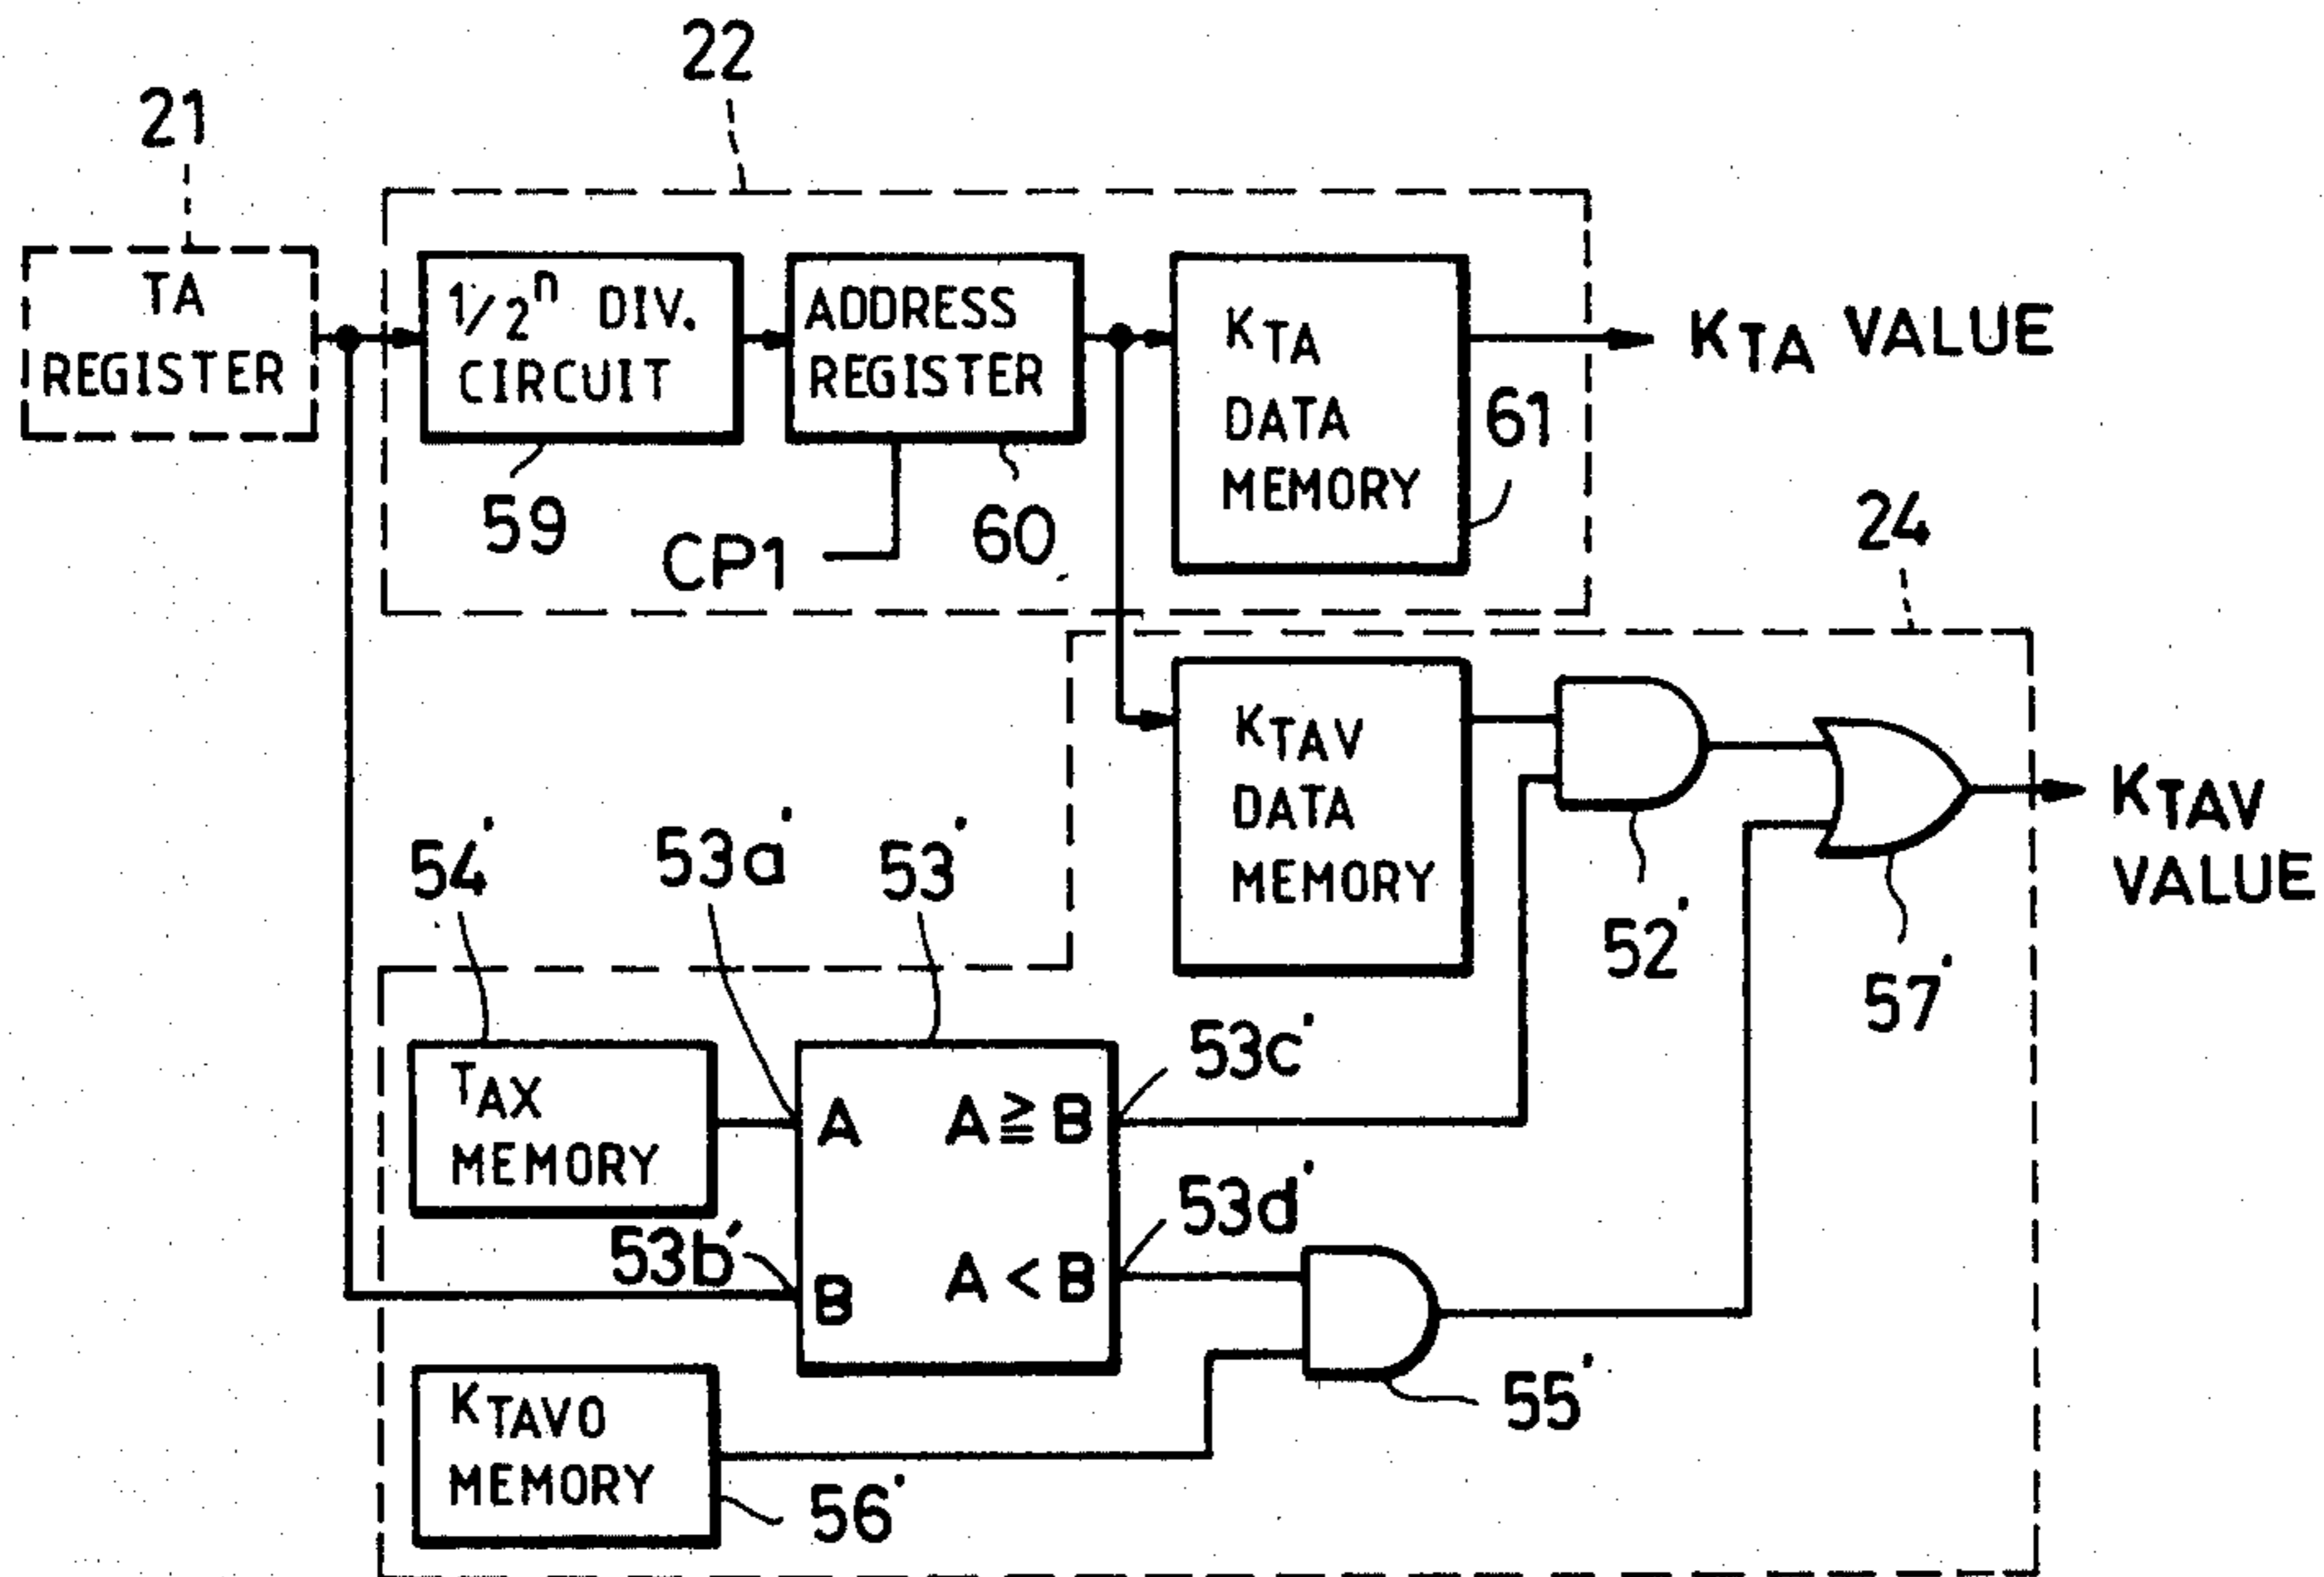 22
21
TA
REGISTER
1/2ⁿ DIV.
CIRCUIT
ADDRESS
REGISTER
KTA
DATA
MEMORY
KTA VALUE
61
59
CP1
60
24
KTAV
DATA
MEMORY
KTAV
VALUE
52'
57'
54'
53a'
53'
53c'
TAX
MEMORY
A
A≧B
53d'
53b'
B
A<B
55'
KTAVO
MEMORY
56'